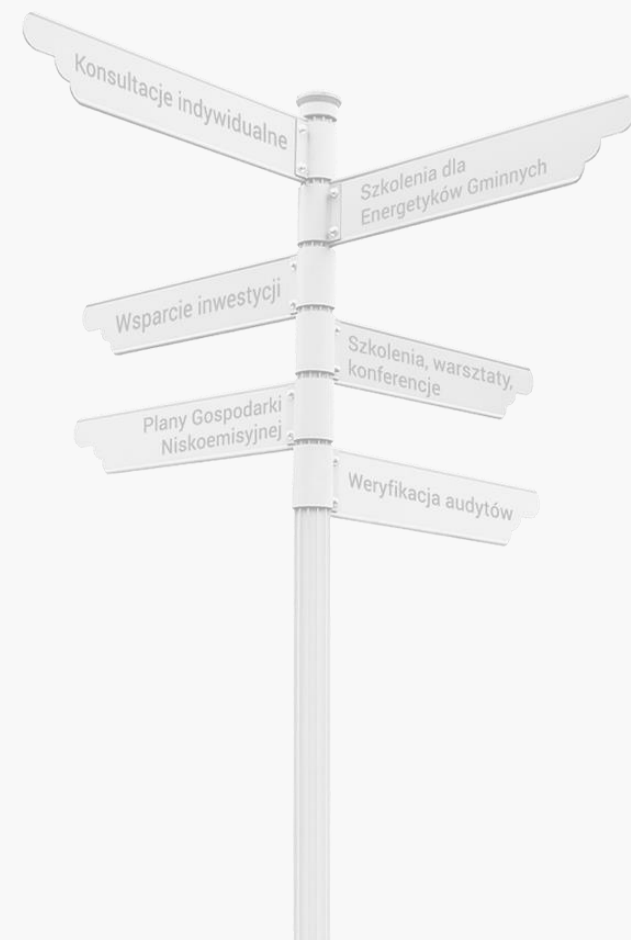 Konsultacje indywidualne
Szkolenia dla
Energetyków Gminnych
Wsparcie inwestycji
Szkolenia, warsztaty,
konferencje
Plany Gospodarki
Niskoemisyjnej
Weryfikacja audytów